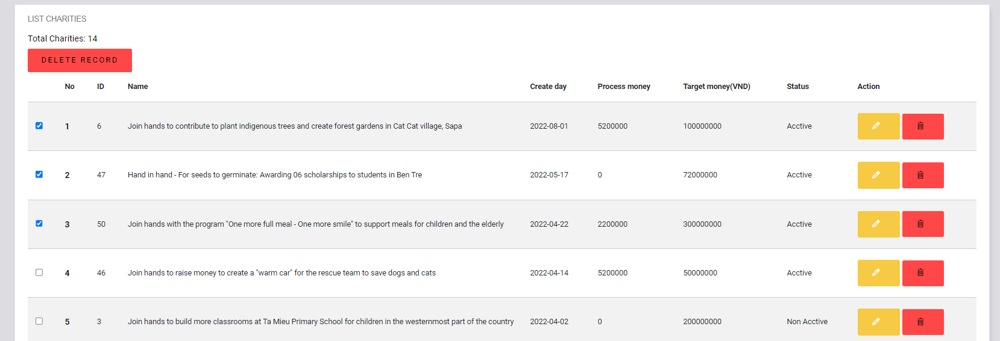 LIST CHARITIES
Total Charities: 14
DELETE RECORD
No ID Name Create day Process money Target money(VND) Status Action
1 6 Join hands to contribute to plant indigenous trees and create forest gardens in Cat Cat village, Sapa 2022-08-01 5200000 100000000 Acctive
2 47 Hand in hand - For seeds to germinate: Awarding 06 scholarships to students in Ben Tre 2022-05-17 0 72000000 Acctive
3 50 Join hands with the program "One more full meal - One more smile" to support meals for children and the elderly 2022-04-22 2200000 300000000 Acctive
4 46 Join hands to raise money to create a "warm car" for the rescue team to save dogs and cats 2022-04-14 5200000 50000000 Acctive
5 3 Join hands to build more classrooms at Ta Mieu Primary School for children in the westernmost part of the country 2022-04-02 0 200000000 Non Acctive